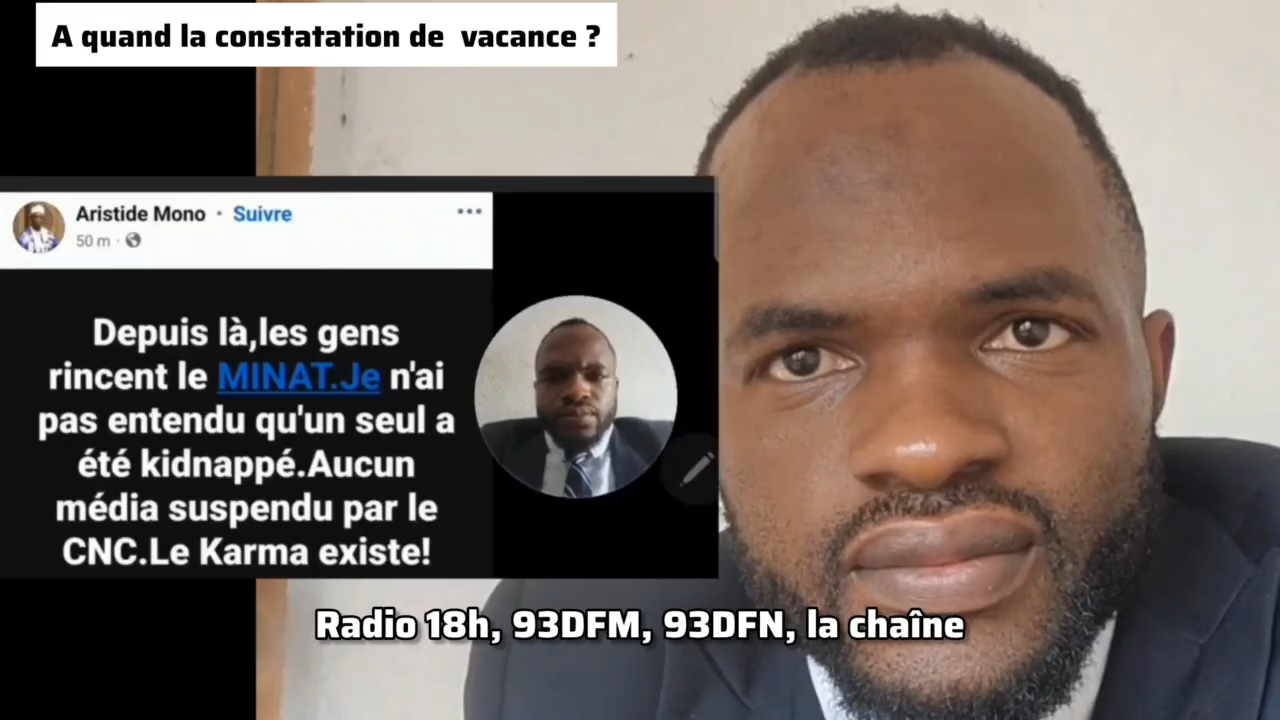 A quand la constatation de vacance ?
Aristide Mono · Suivre
50 m ·
Depuis là,les gens
rincent le MINAT.Je n'ai
pas entendu qu'un seul a
été kidnappé.Aucun
média suspendu par le
CNC.Le Karma existe!
Radio 18h, 93DFM, 93DFN, la chaîne